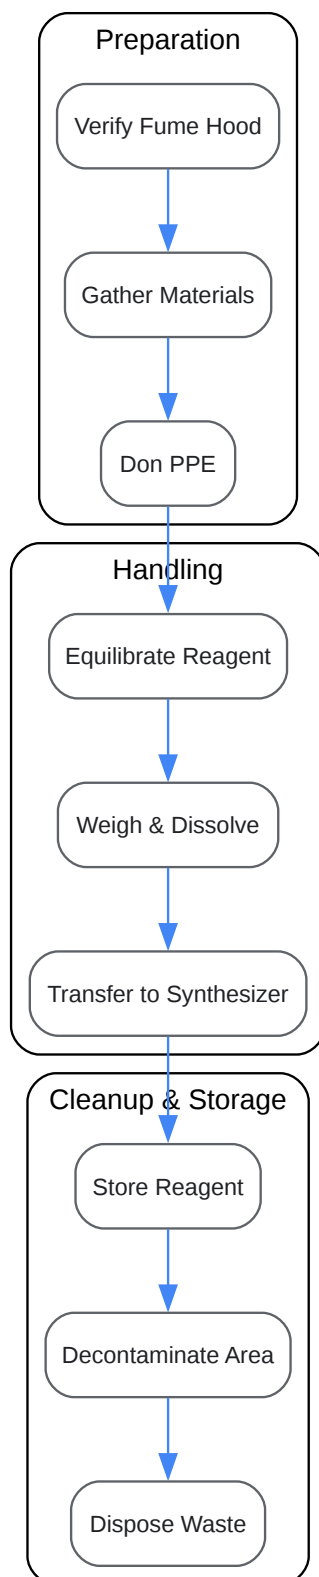 Preparation
Verify Fume Hood
Gather Materials
Don PPE
Handling
Equilibrate Reagent
Weigh & Dissolve
Transfer to Synthesizer
Cleanup & Storage
Store Reagent
Decontaminate Area
Dispose Waste